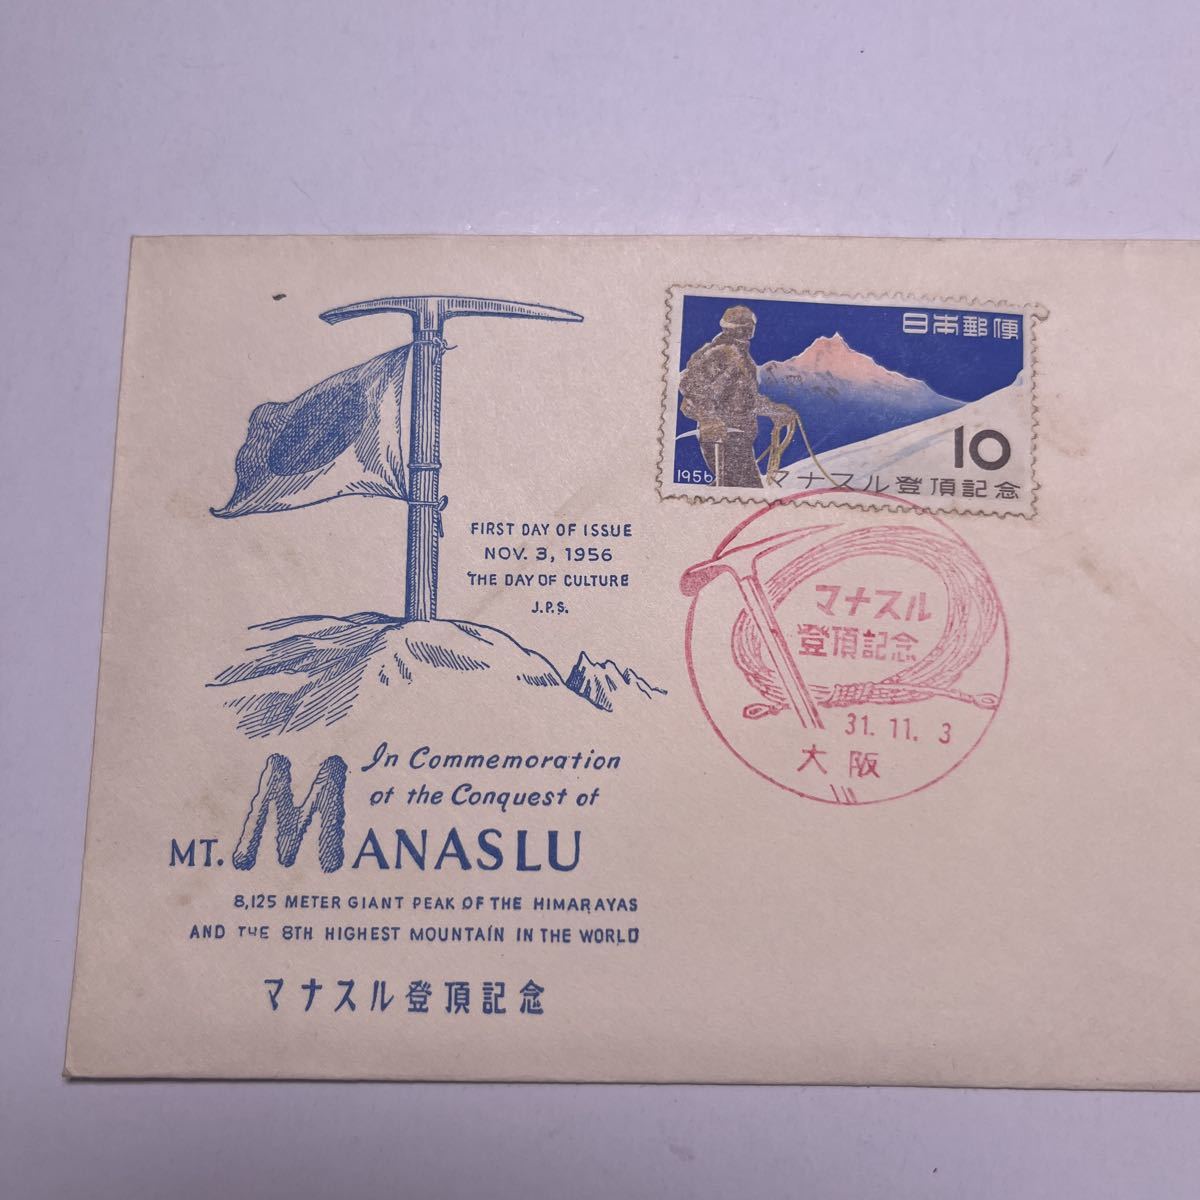 日本郵便
10
1956
マナスル登頂記念
FIRST DAY OF ISSUE
NOV. 3, 1956
THE DAY OF CULTURE
J.P.S.
マナスル
登頂記念
31. 11. 3
大阪
In Commemoration
of the Conquest of
MT. MANASLU
8,125 METER GIANT PEAK OF THE HIMARAYAS
AND THE 8TH HIGHEST MOUNTAIN IN THE WORLD
マナスル登頂記念